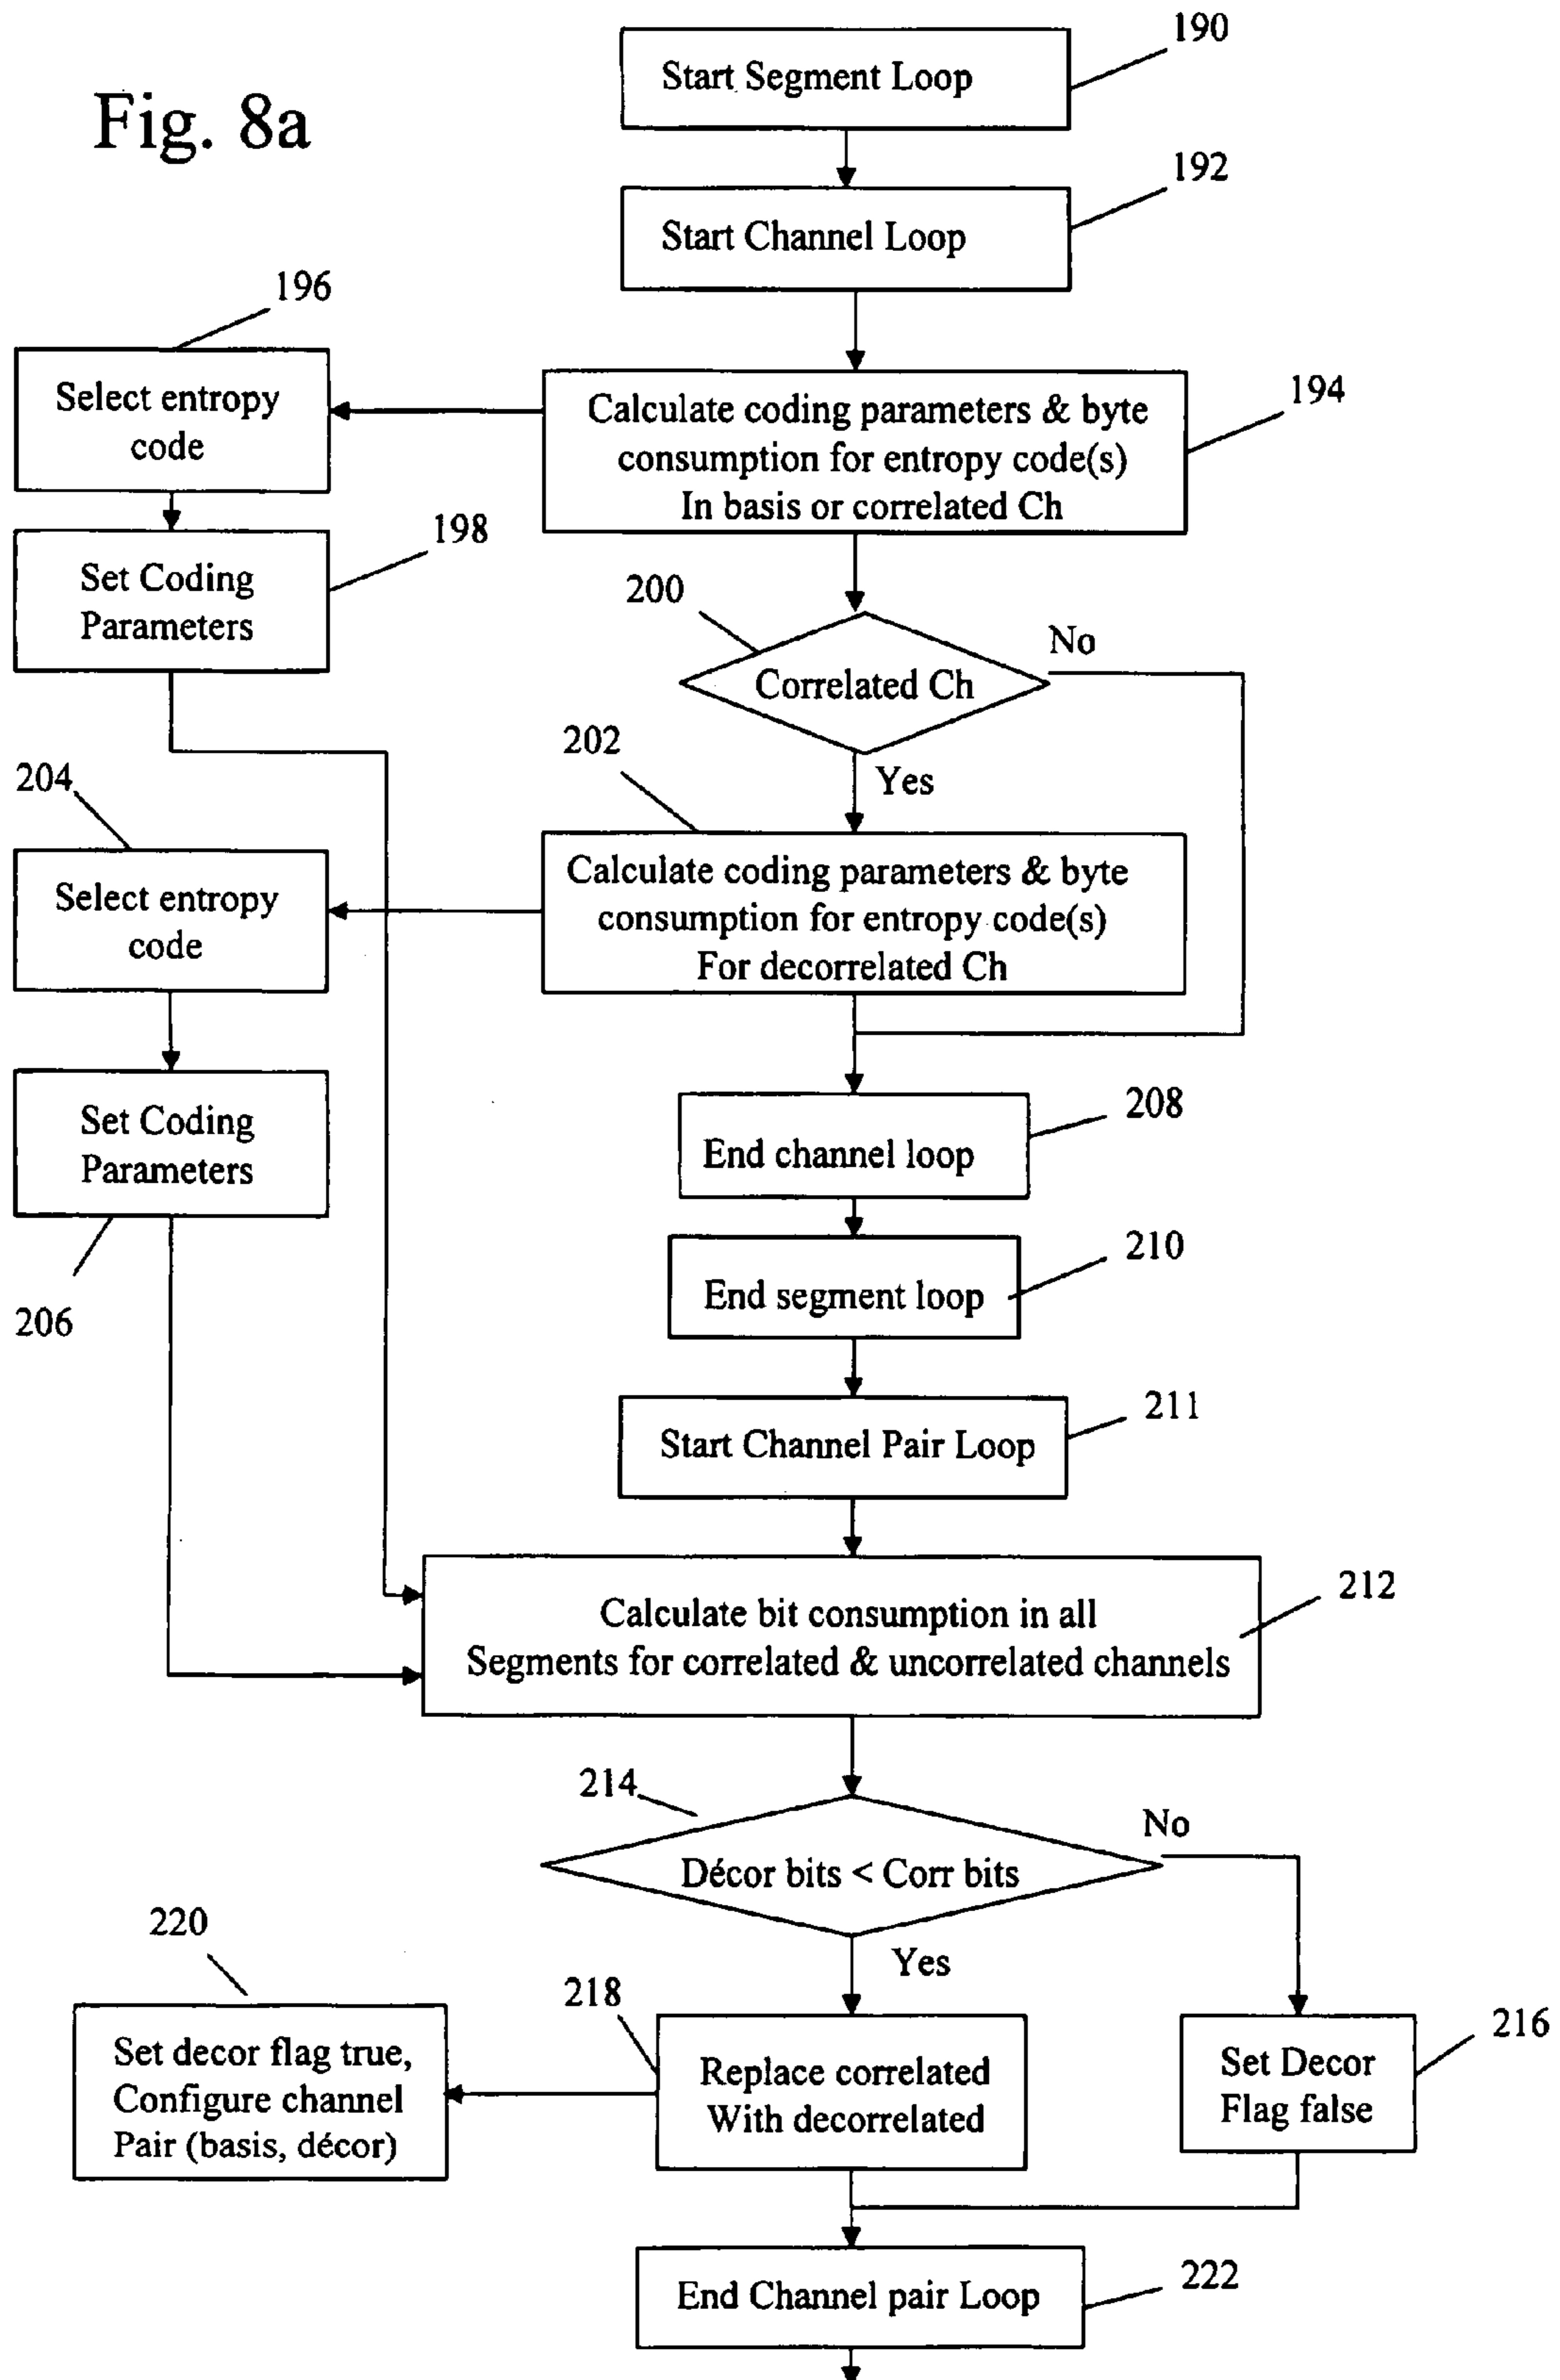 Fig. 8a
190
Start Segment Loop
192
Start Channel Loop
196
Select entropy
code
194
Calculate coding parameters & byte
consumption for entropy code(s)
In basis or correlated Ch
198
Set Coding
Parameters
200
Correlated Ch
No
Yes
202
Calculate coding parameters & byte
consumption for entropy code(s)
For decorrelated Ch
204
Select entropy
code
Set Coding
Parameters
206
208
End channel loop
210
End segment loop
211
Start Channel Pair Loop
212
Calculate bit consumption in all
Segments for correlated & uncorrelated channels
214
Décor bits < Corr bits
No
Yes
220
Set decor flag true,
Configure channel
Pair (basis, décor)
218
Replace correlated
With decorrelated
216
Set Decor
Flag false
222
End Channel pair Loop